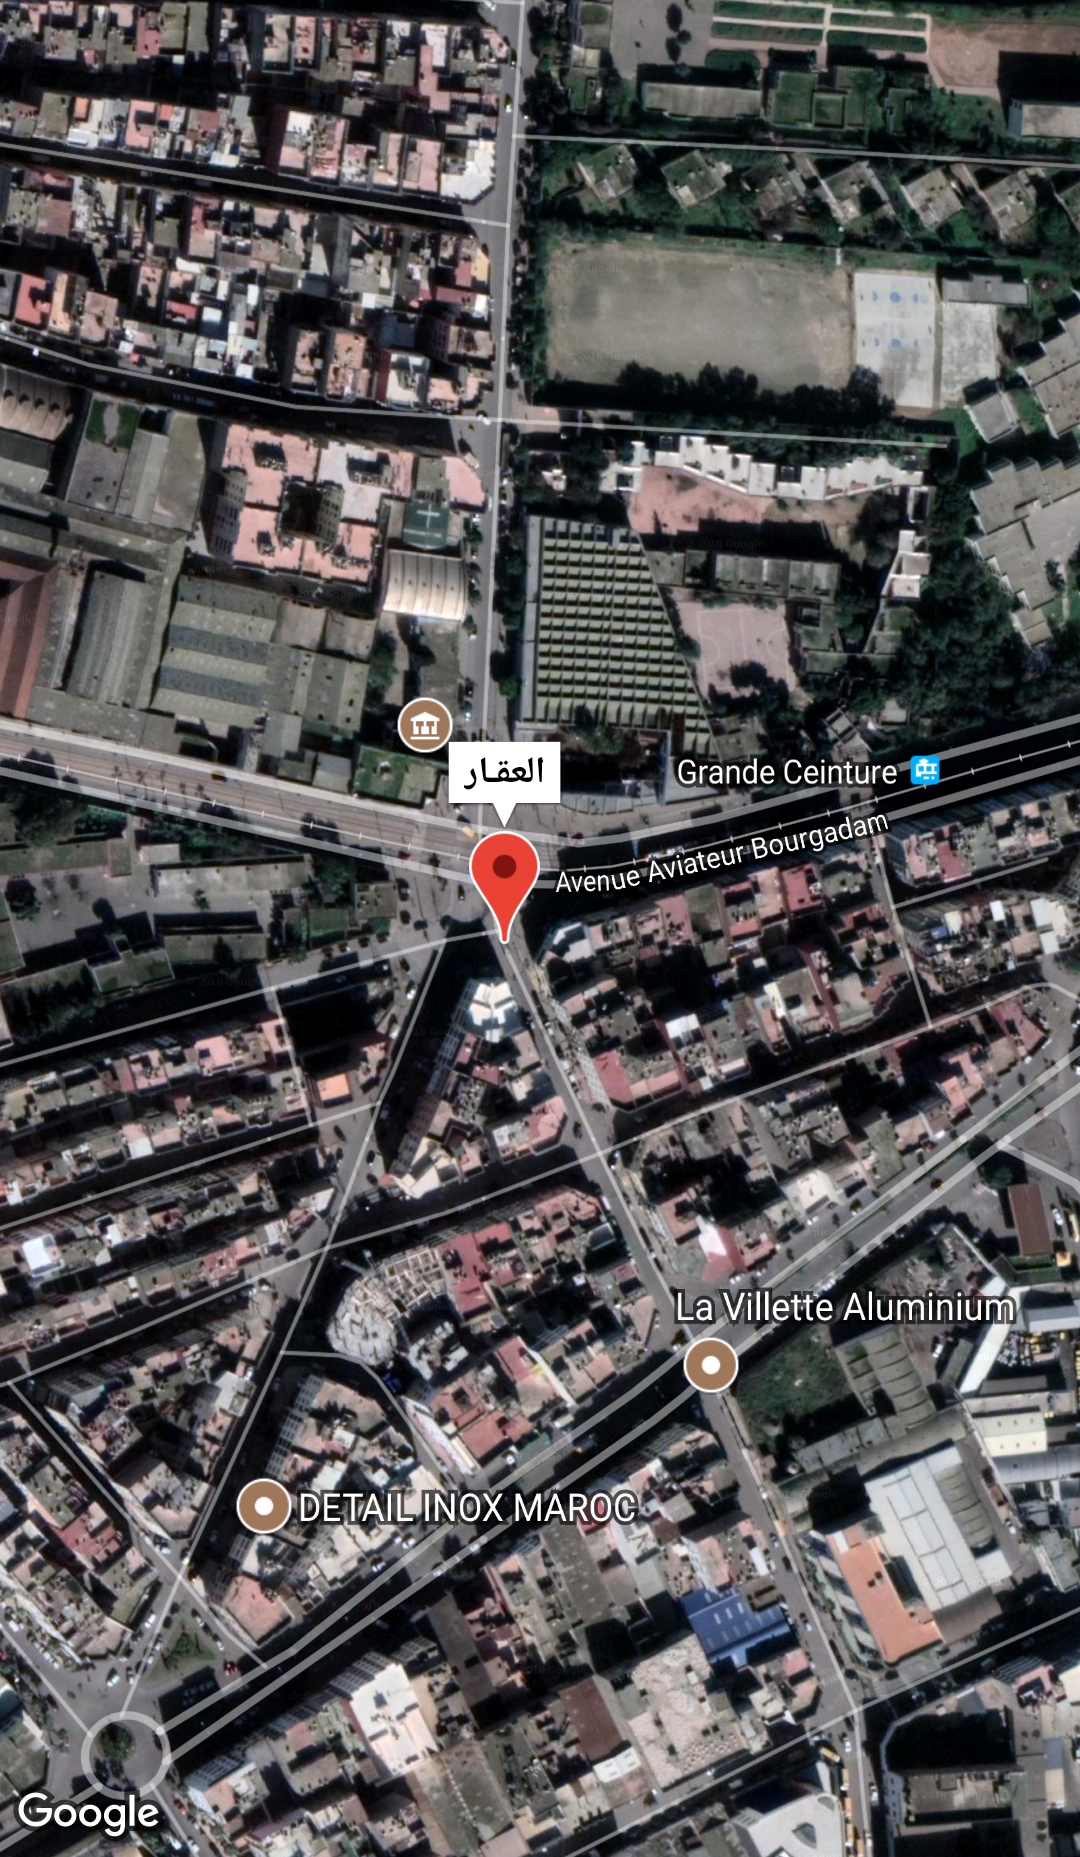 العقار
Grande Ceinture
Avenue Aviateur Bourgadam
La Villette Aluminium
DETAIL INOX MAROC
Google